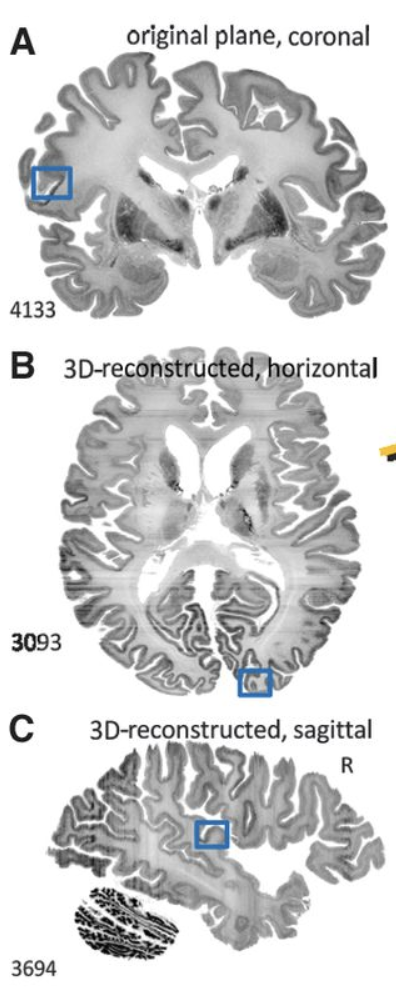 A
original plane, coronal
4133
B
3D-reconstructed, horizontal
3093
C
3D-reconstructed, sagittal
R
3694